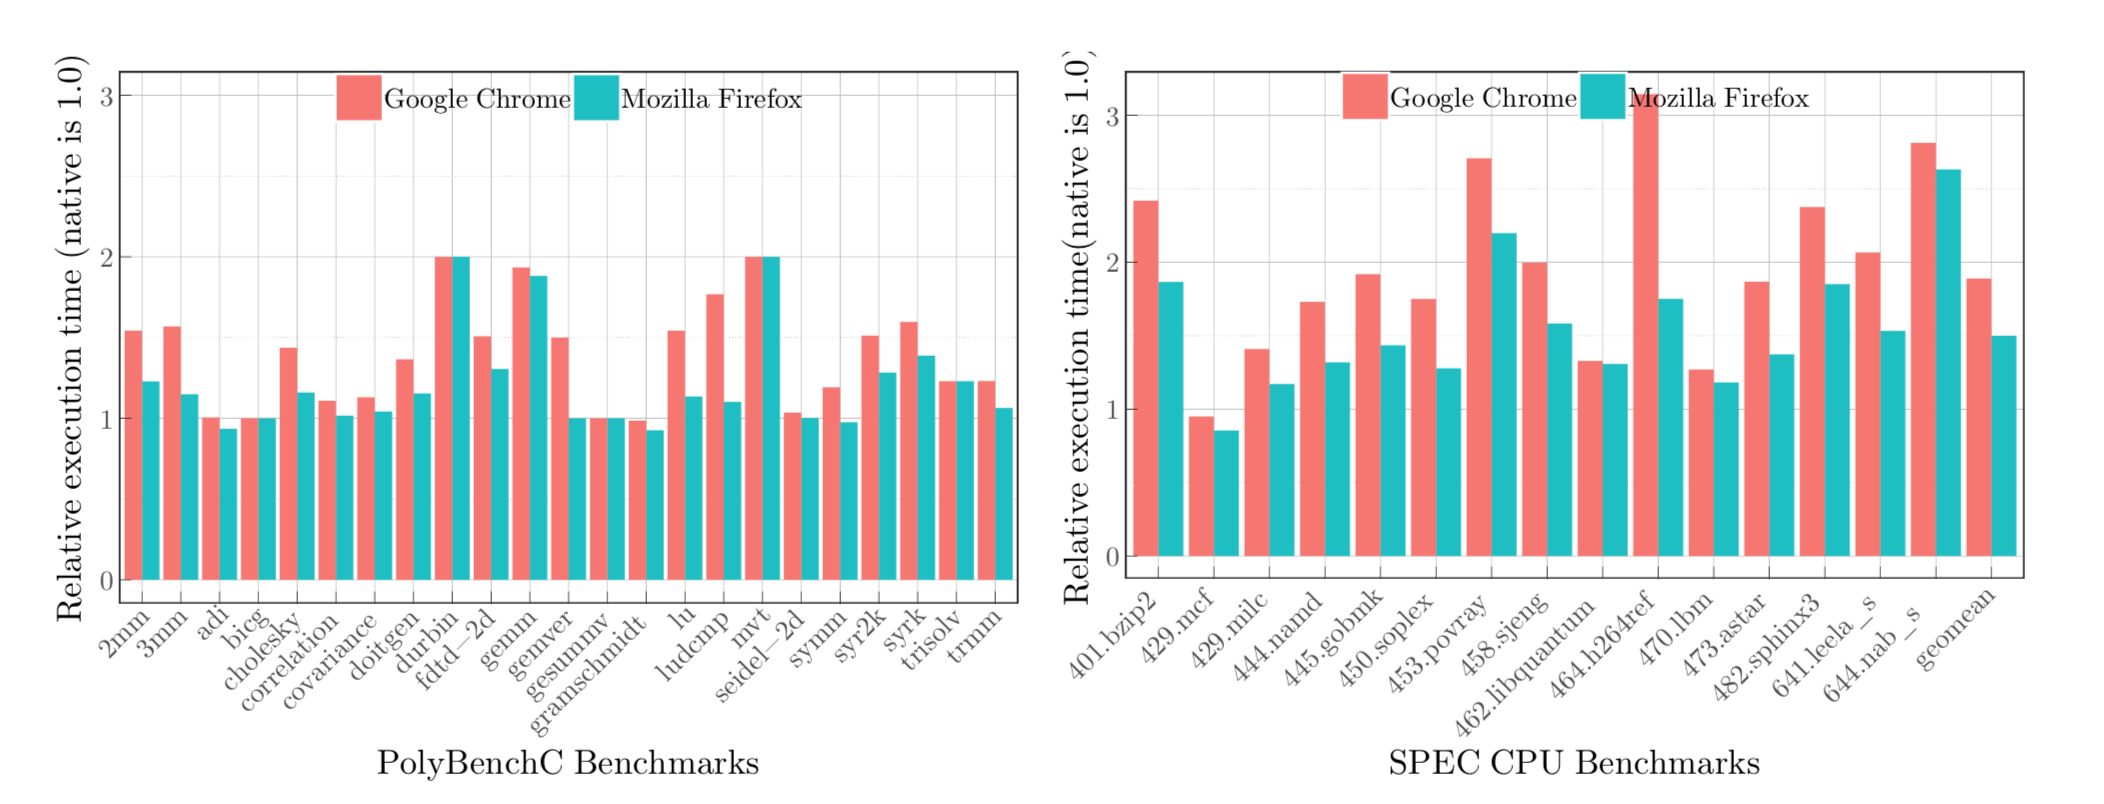 Relative execution time (native is 1.0)
3
2
1
0
Google Chrome
Mozilla Firefox
2mm
3mm
adi
bicg
cholesky
correlation
covariance
doitgen
durbin
fdtd-2d
gemm
gemver
gesummv
gramschmidt
lu
ludcmp
mvt
seidel-2d
symm
syr2k
syrk
trisolv
trmm
PolyBenchC Benchmarks
Relative execution time(native is 1.0)
3
2
1
0
Google Chrome
Mozilla Firefox
401.bzip2
429.mcf
429.milc
444.namd
445.gobmk
450.soplex
453.povray
458.sjeng
462.libquantum
464.h264ref
470.lbm
473.astar
482.sphinx3
641.leela_s
644.nab_s
geomean
SPEC CPU Benchmarks